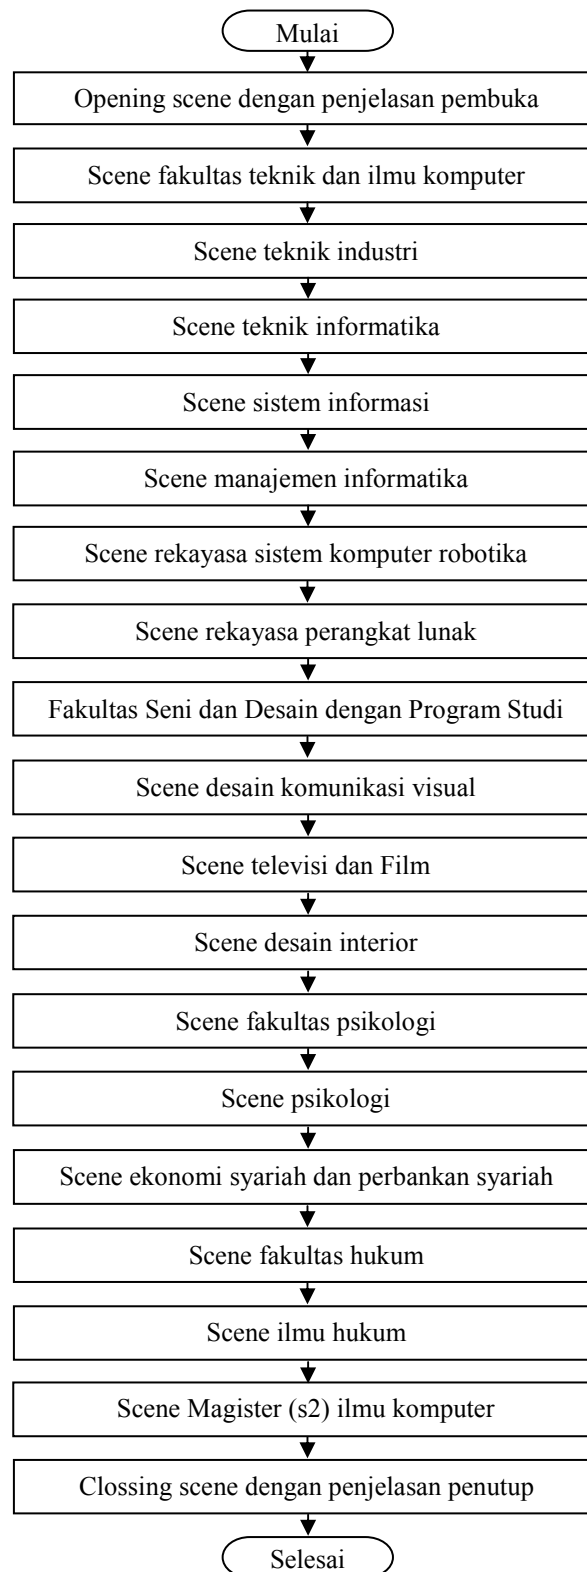 Mulai
Opening scene dengan penjelasan pembuka
Scene fakultas teknik dan ilmu komputer
Scene teknik industri
Scene teknik informatika
Scene sistem informasi
Scene manajemen informatika
Scene rekayasa sistem komputer robotika
Scene rekayasa perangkat lunak
Fakultas Seni dan Desain dengan Program Studi
Scene desain komunikasi visual
Scene televisi dan Film
Scene desain interior
Scene fakultas psikologi
Scene psikologi
Scene ekonomi syariah dan perbankan syariah
Scene fakultas hukum
Scene ilmu hukum
Scene Magister (s2) ilmu komputer
Clossing scene dengan penjelasan penutup
Selesai